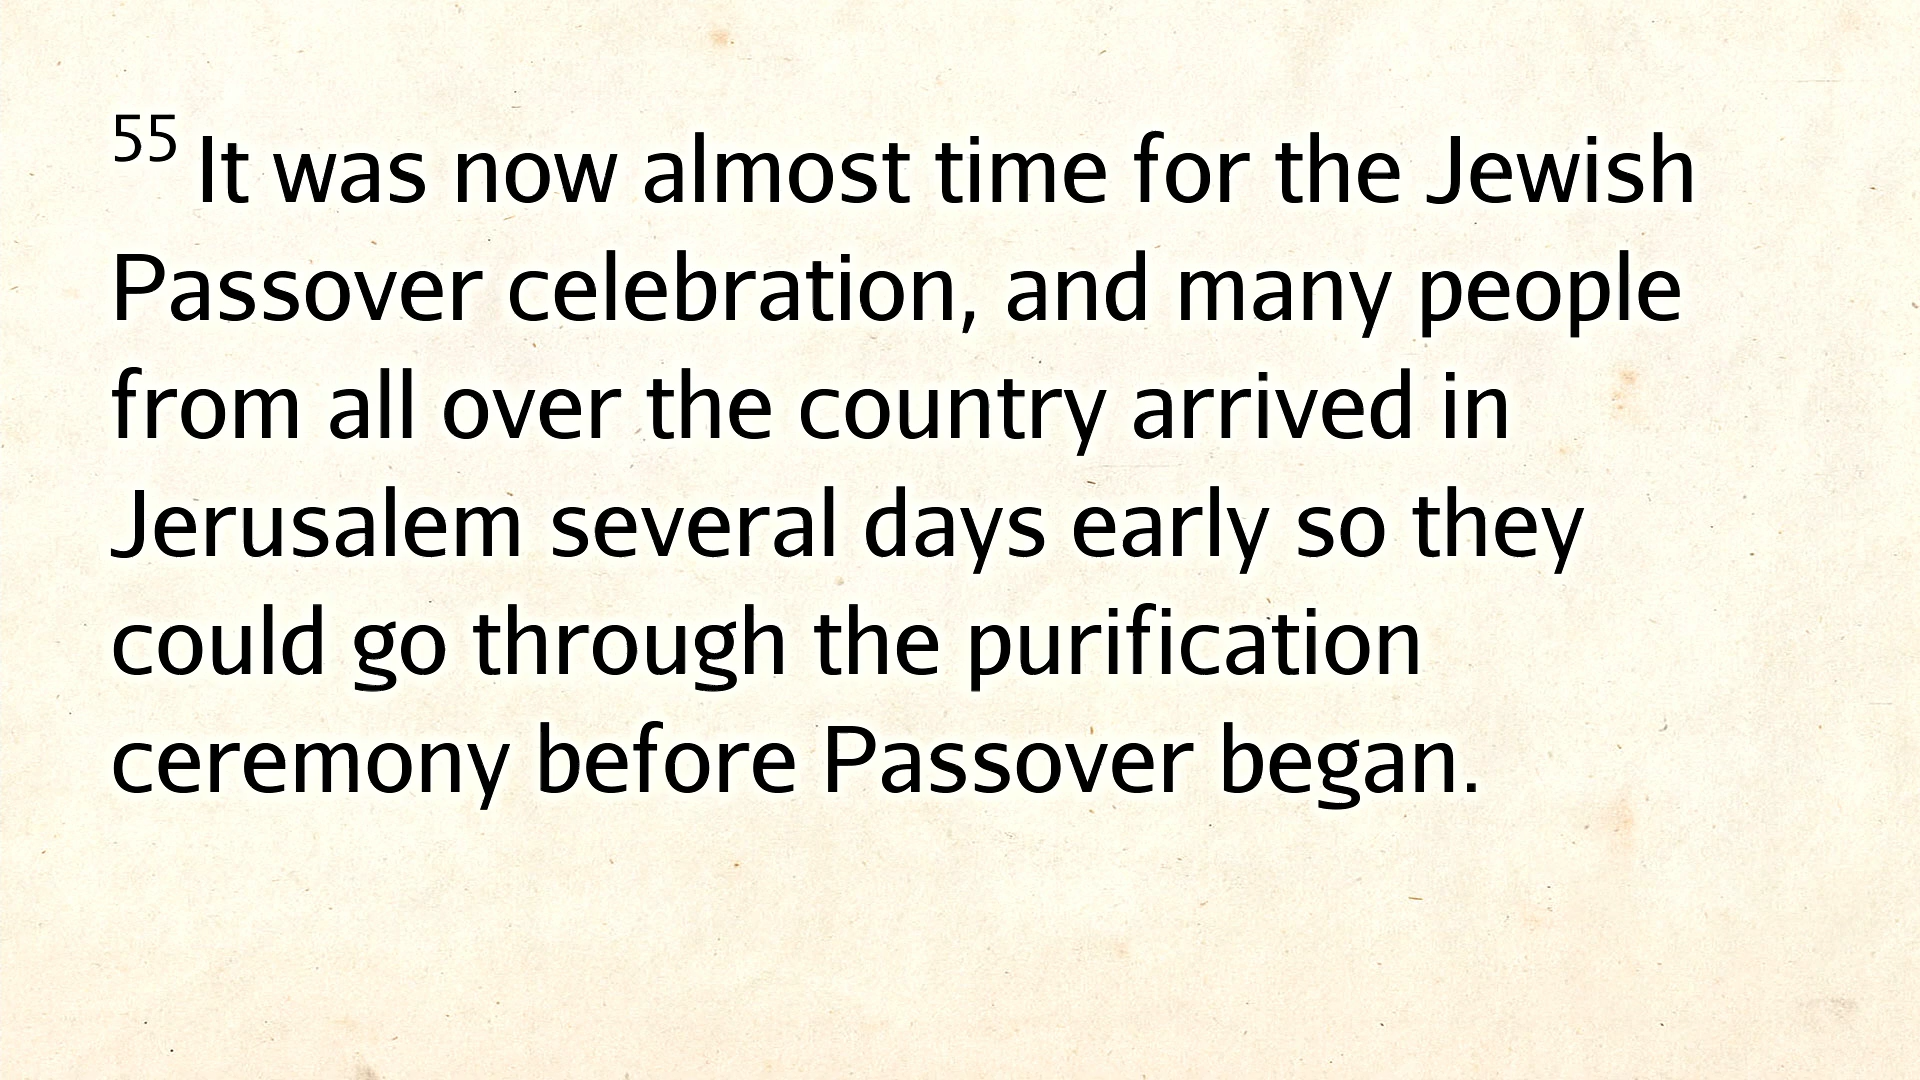 55 It was now almost time for the Jewish
Passover celebration, and many people
from all over the country arrived in
Jerusalem several days early so they
could go through the purification
ceremony before Passover began.